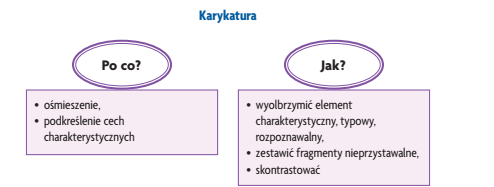 Karykatura
Po co?
• ośmieszenie,
• podkreślenie cech
charakterystycznych
Jak?
• wyolbrzymić element
charakterystyczny, typowy,
rozpoznawalny,
• zestawić fragmenty nieprzystawalne,
• skontrastować